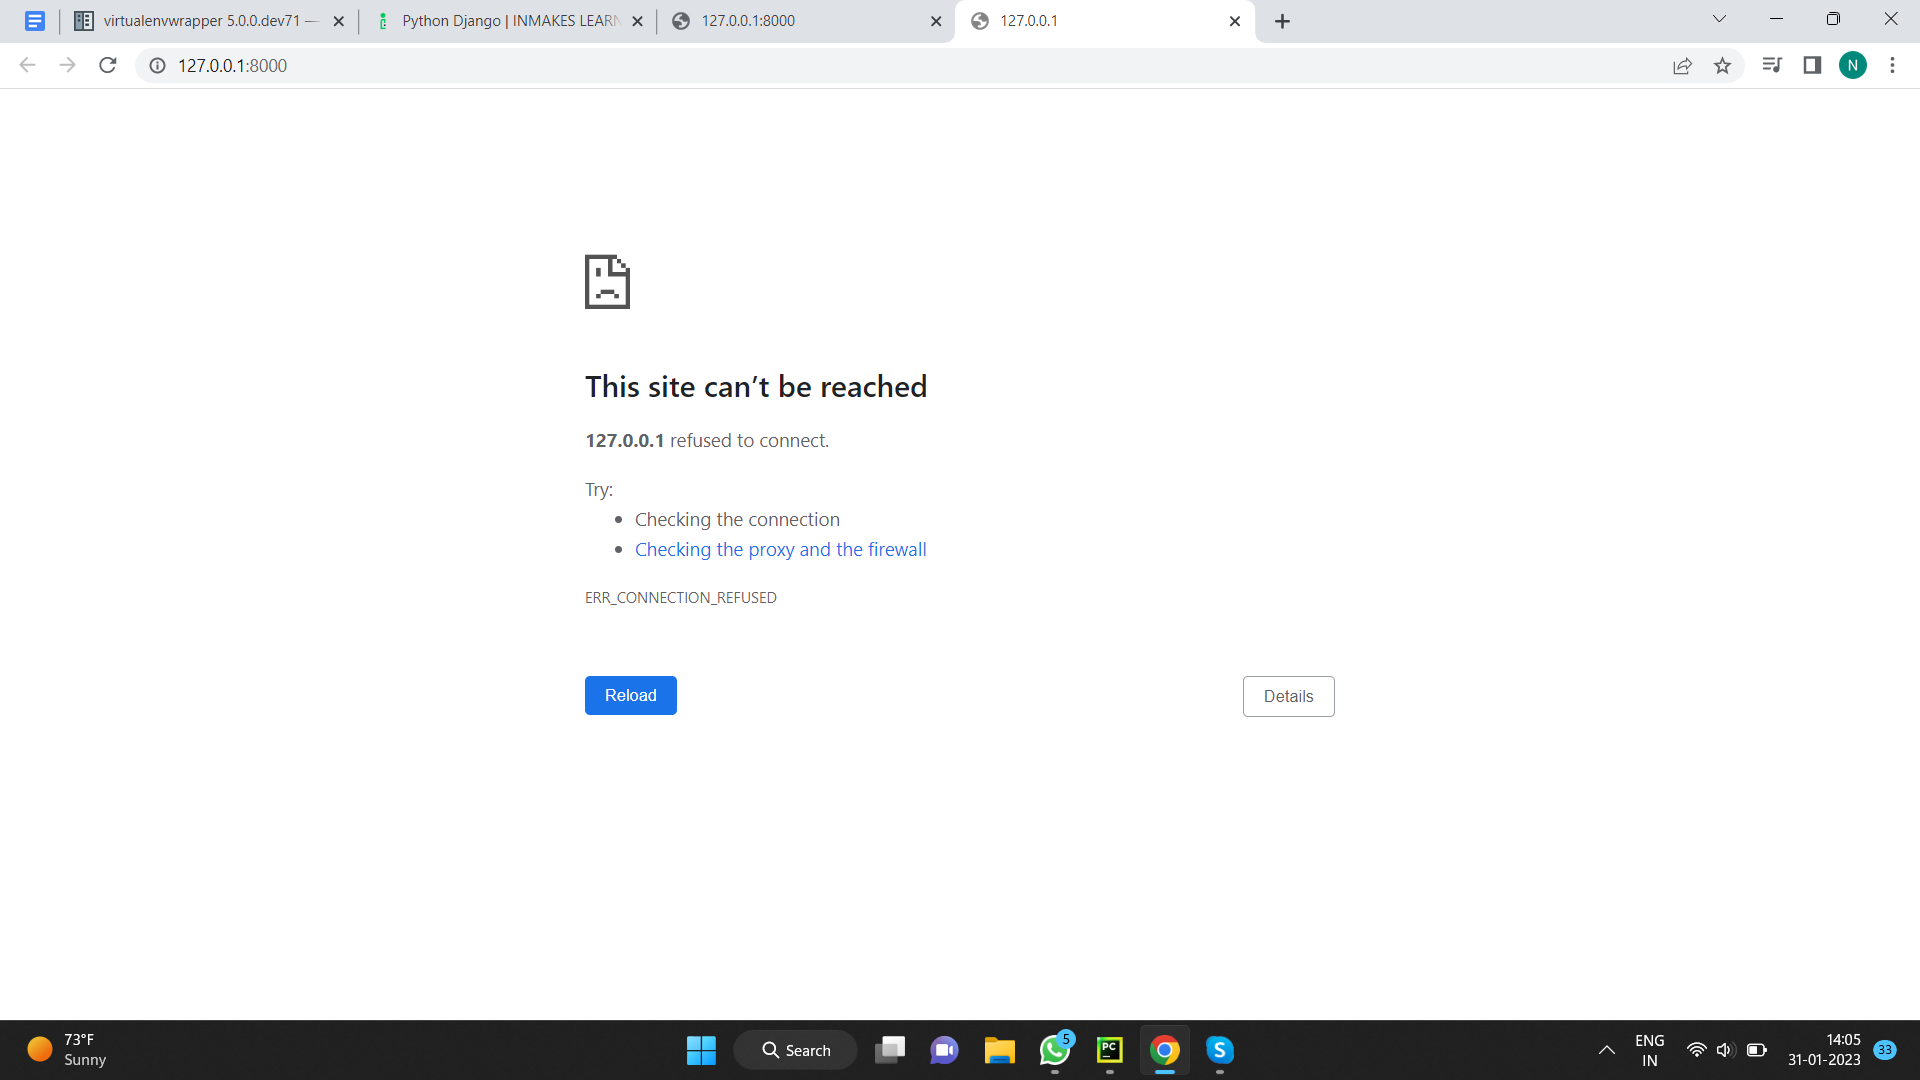 virtualenvwrapper 5.0.0.dev71 —
Python Django | INMAKES LEARN
127.0.0.1:8000
127.0.0.1
127.0.0.1:8000
N
This site can’t be reached
127.0.0.1 refused to connect.
Try:
Checking the connection
Checking the proxy and the firewall
ERR_CONNECTION_REFUSED
Reload
Details
73°F
Sunny
Search
5
PC
S
ENG
IN
14:05
31-01-2023
33